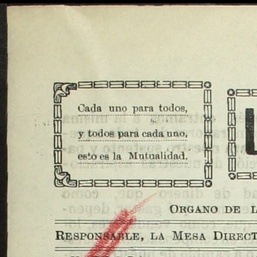 Cada uno para todos,
y todos para cada uno,
esto es la Mutualidad.
L
ORGANO DE L
RESPONSABLE, LA MESA DIRECT